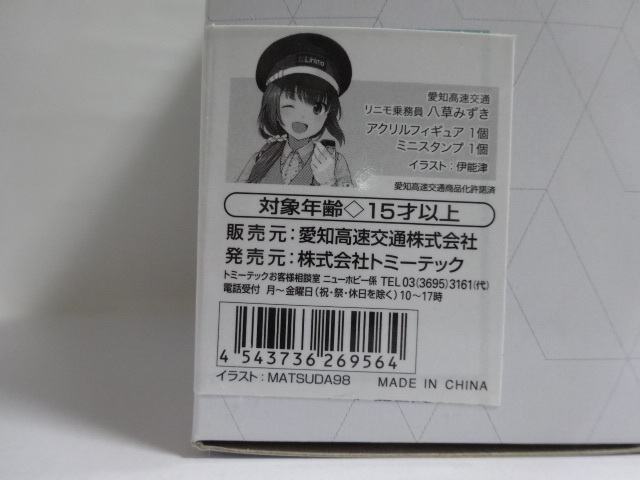 Linimo
愛知高速交通
リニモ乗務員 八草みずき
アクリルフィギュア 1個
ミニスタンプ 1個
イラスト：伊能津
愛知高速交通商品化許諾済
対象年齢◇15才以上
販売元：愛知高速交通株式会社
発売元：株式会社トミーテック
トミーテックお客様相談室 ニューホビー係 TEL 03(3695)3161(代)
電話受付 月～金曜日(祝・祭・休日を除く)10～17時
4 543736 269564
イラスト：MATSUDA98 MADE IN CHINA